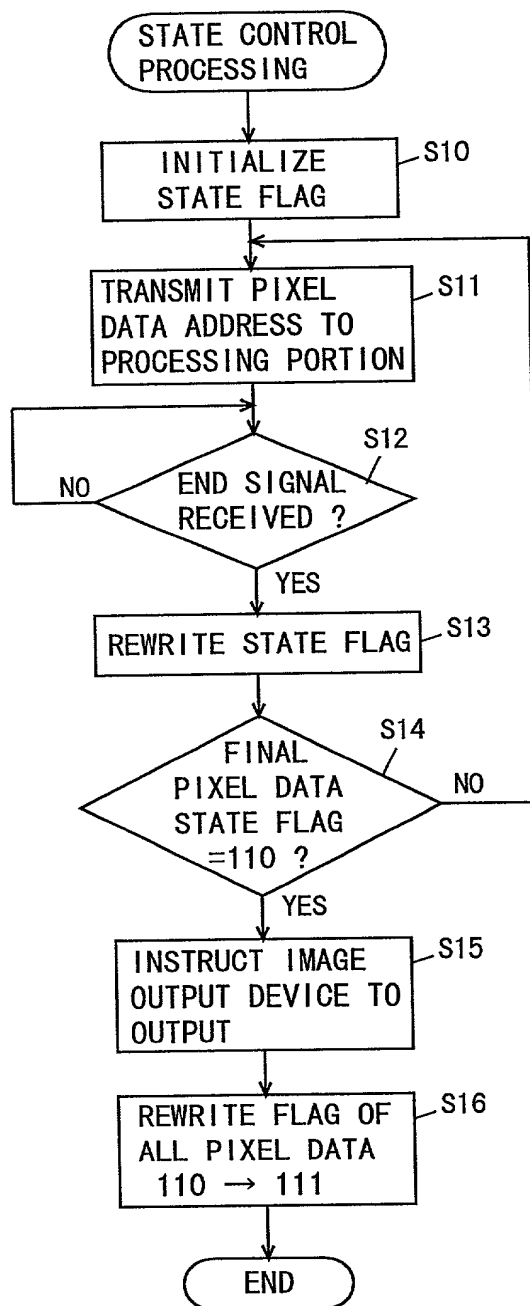 STATE CONTROL
PROCESSING
INITIALIZE
STATE FLAG
S10
TRANSMIT PIXEL
DATA ADDRESS TO
PROCESSING PORTION
S11
END SIGNAL
RECEIVED ?
S12
NO
YES
REWRITE STATE FLAG
S13
FINAL
PIXEL DATA
STATE FLAG
=110 ?
S14
NO
YES
INSTRUCT IMAGE
OUTPUT DEVICE TO
OUTPUT
S15
REWRITE FLAG OF
ALL PIXEL DATA
110 → 111
S16
END